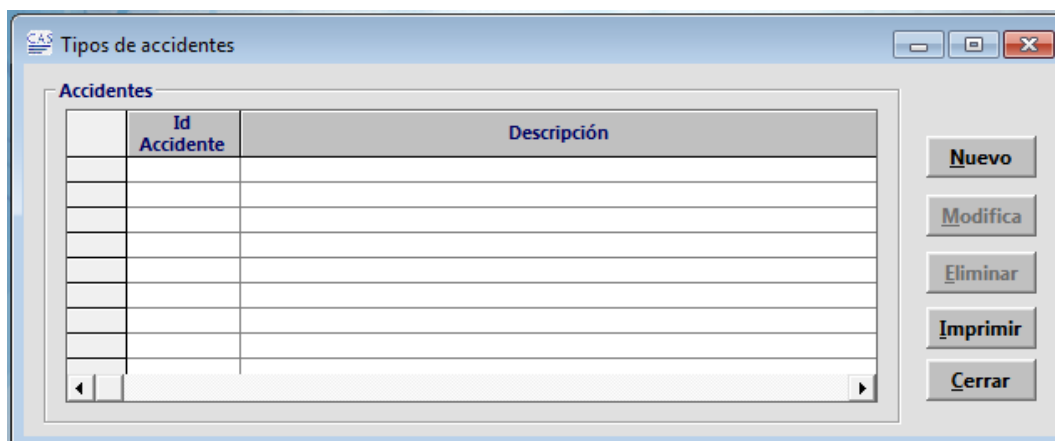 CAS
Tipos de accidentes
Accidentes
Id
Accidente
Descripción
Nuevo
Modifica
Eliminar
Imprimir
Cerrar